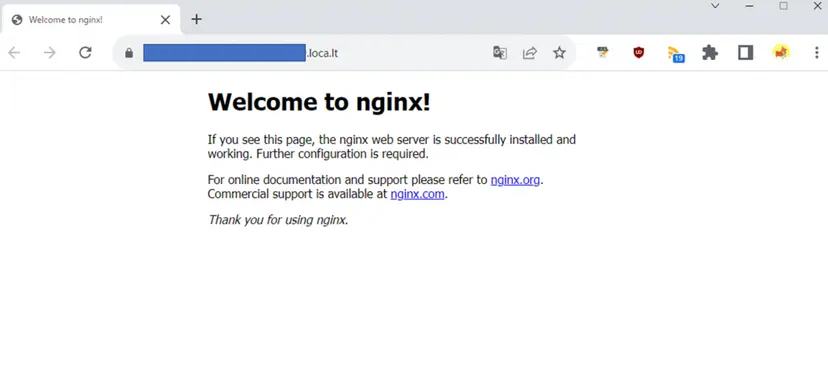 Welcome to nginx!
.loca.lt
19
Welcome to nginx!
If you see this page, the nginx web server is successfully installed and
working. Further configuration is required.
For online documentation and support please refer to nginx.org.
Commercial support is available at nginx.com.
Thank you for using nginx.